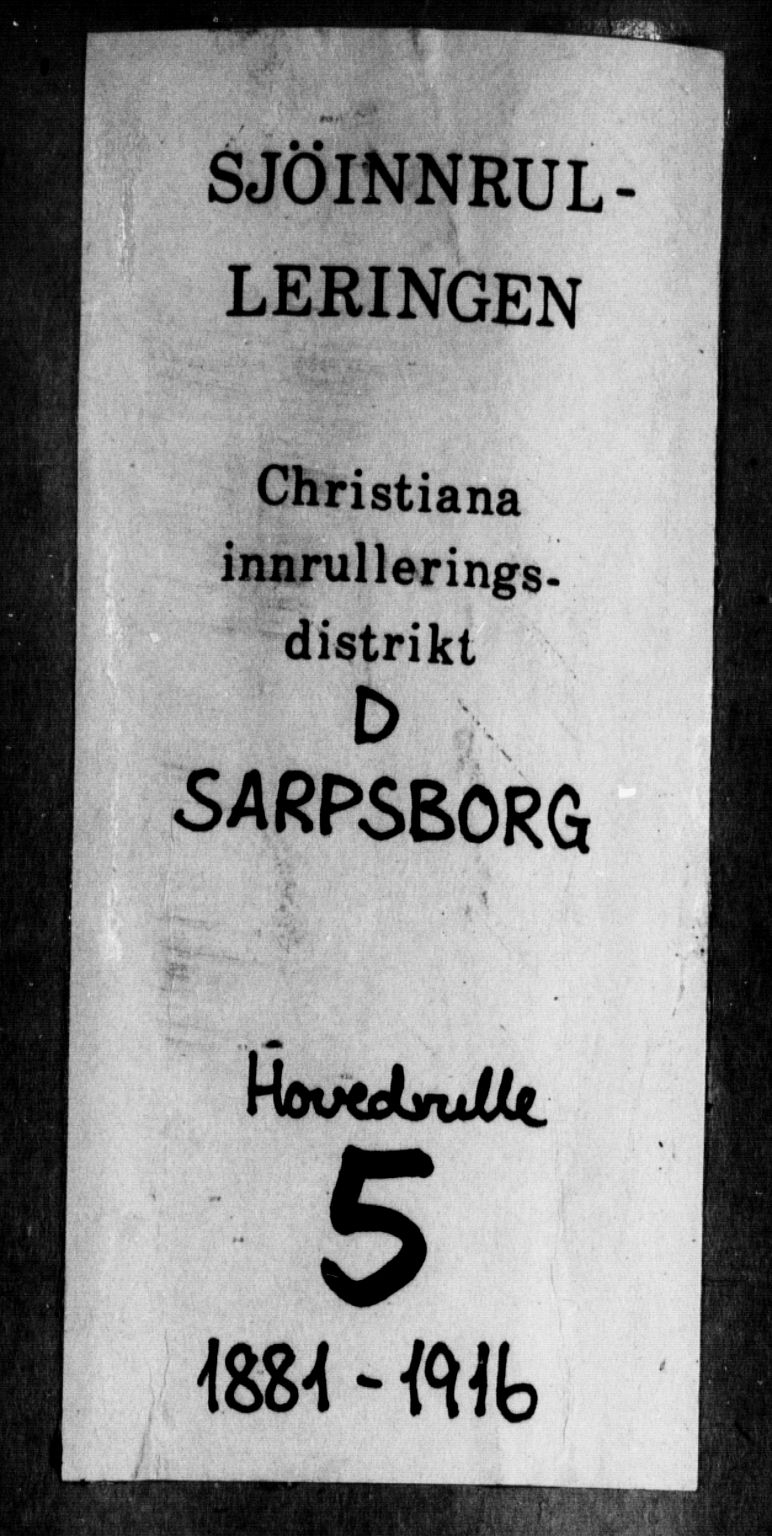 SJÖINNRUL-
LERINGEN
Christiana
innrullerings-
distrikt
D
SARPSBORG
Hovedrulle
5
1881-1916